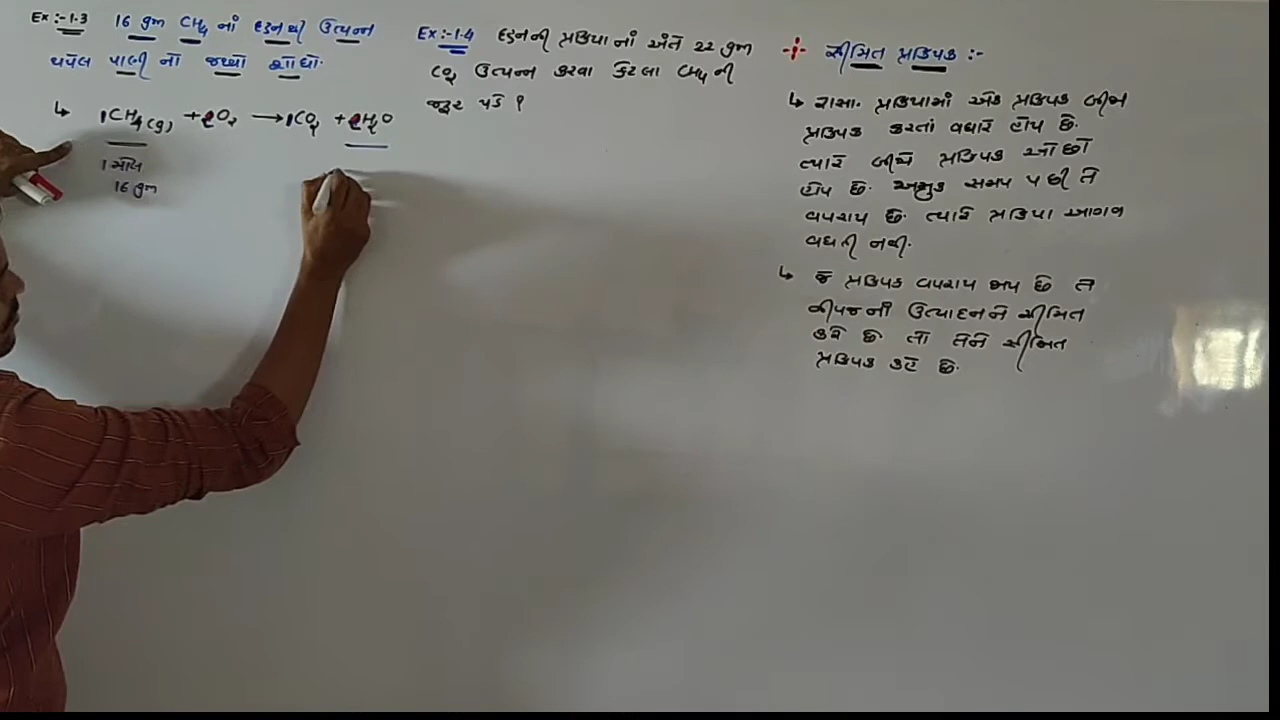 Ex:-1.3 16 gm CH4 નાં દહનથી ઉત્પન્ન
થયેલ પાણી નો જથ્થો શોધો.
↳ 1CH4(g) + 2O2 → 1CO2 + 2H2O
1 મોલ
16 gm
Ex:-1.4 દહનની પ્રક્રિયા નાં અંતે 22 gm
CO2 ઉત્પન્ન કરવા કેટલા CH4 ની
જરૂર પડે ?
સીમિત પ્રક્રિયક :-
↳ રાસા. પ્રક્રિયામાં એક પ્રક્રિયક બીજા
પ્રક્રિયક કરતાં વધારે હોય છે.
ત્યારે બીજો પ્રક્રિયક ઓછો
હોય છે. અમુક સમય પછી તે
વપરાય છે. ત્યારે પ્રક્રિયા આગળ
વધતી નથી.
↳ જે પ્રક્રિયક વપરાય જાય છે તે
નીપજની ઉત્પાદનને સીમિત
કરે છે તો તેને સીમિત
પ્રક્રિયક કહે છે.